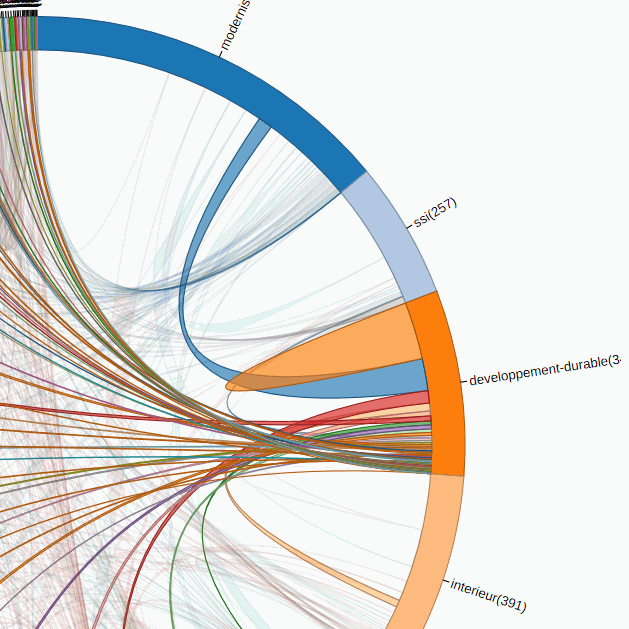 modernis
ssi(257)
developpement-durable(3
interieur(391)